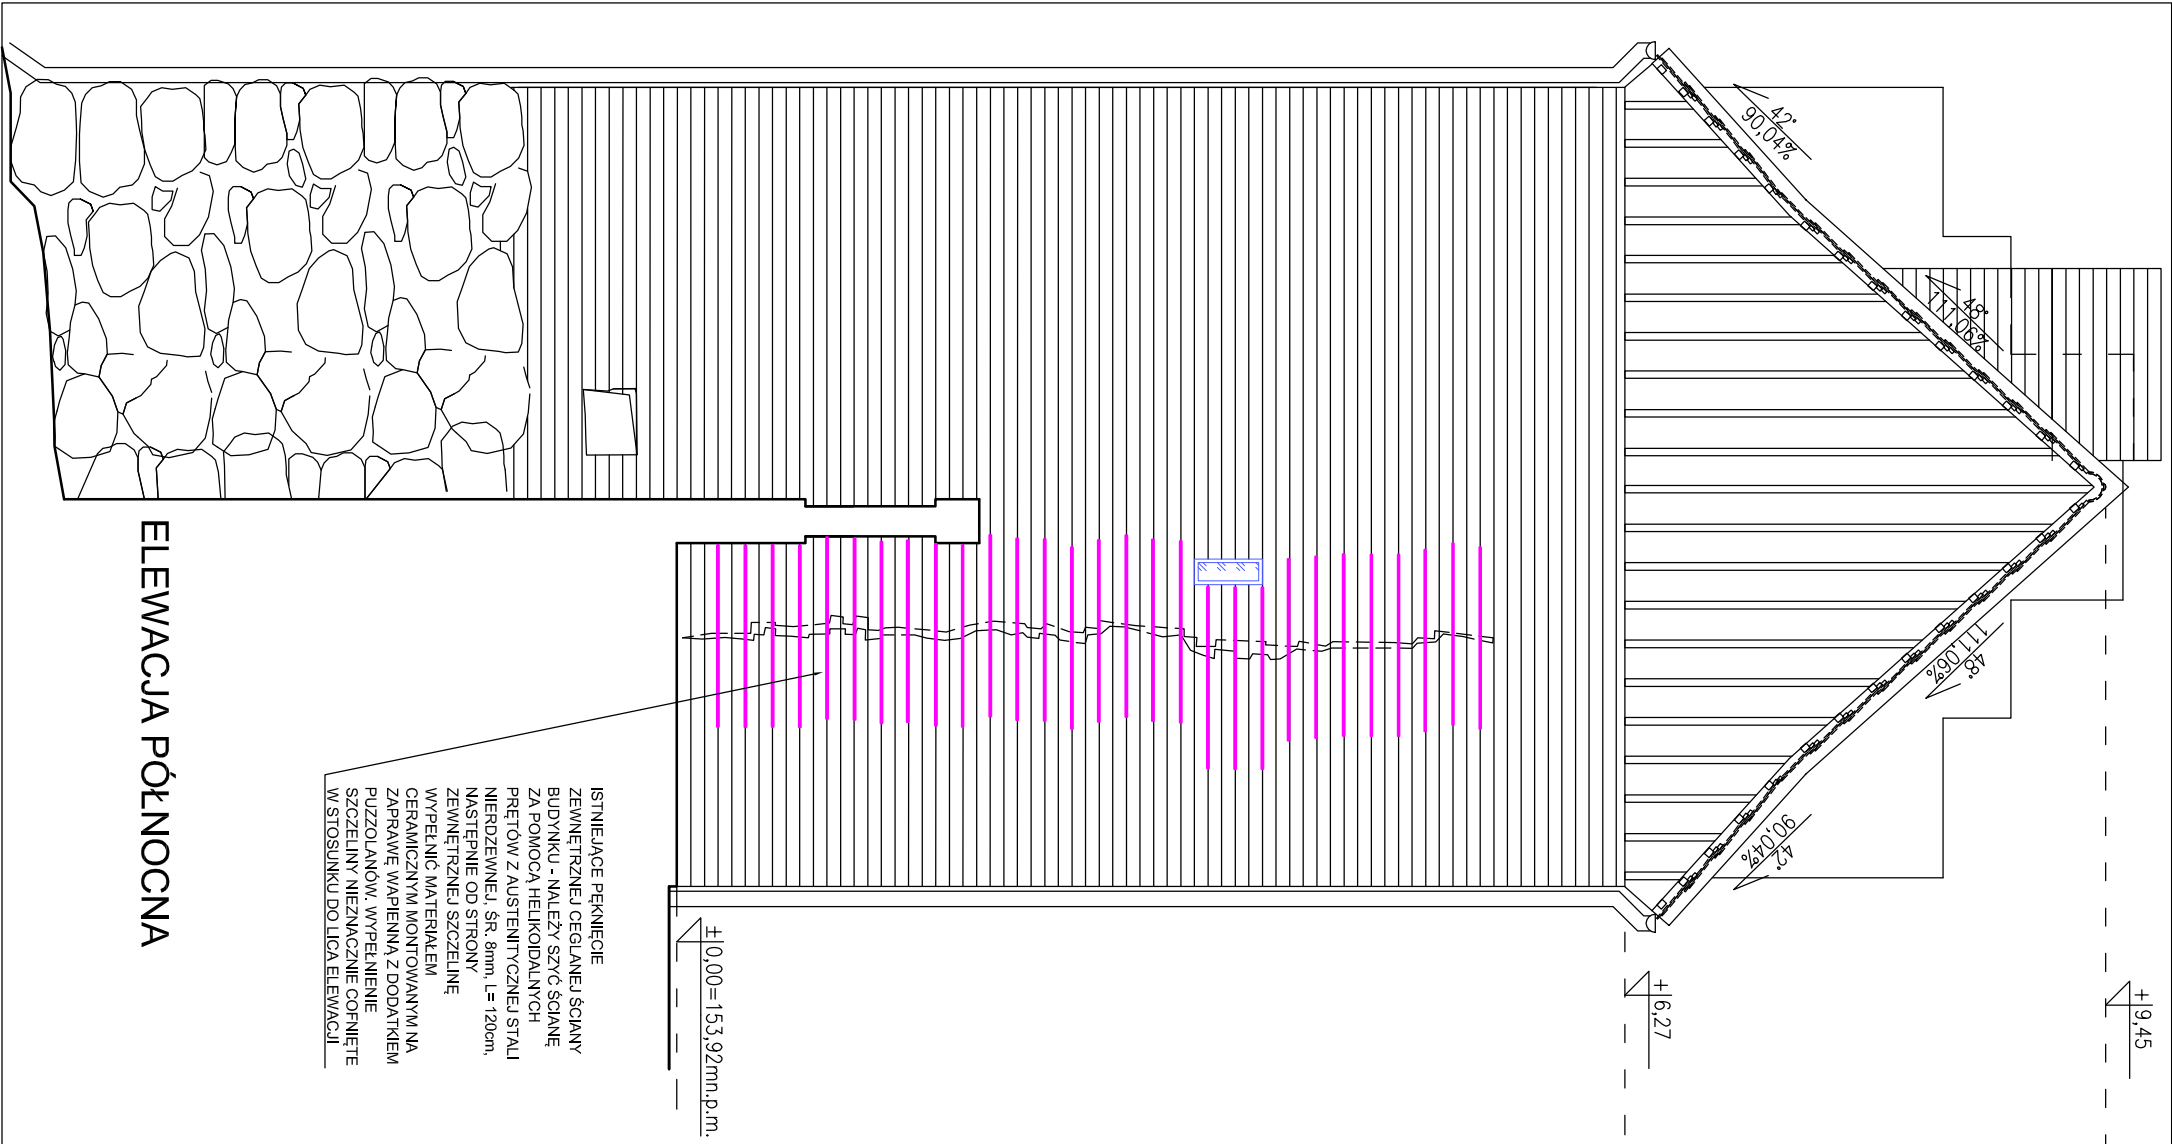 +9,45
+6,27
±0,00=153,92mn.p.m.
42°
90,04%
48°
111,06%
48°
111,06%
42°
90,04%
ISTNIEJĄCE PĘKNIĘCIE
ZEWNĘTRZNEJ CEGLANEJ ŚCIANY
BUDYNKU - NALEŻY SZYĆ ŚCIANĘ
ZA POMOCĄ HELIKOIDALNYCH
PRĘTÓW Z AUSTENITYCZNEJ STALI
NIERDZEWNEJ, ŚR. 8mm, L= 120cm,
NASTĘPNIE OD STRONY
ZEWNĘTRZNEJ SZCZELINĘ
WYPEŁNIĆ MATERIAŁEM
CERAMICZNYM MONTOWANYM NA
ZAPRAWĘ WAPIENNĄ Z DODATKIEM
PUZZOLANÓW. WYPEŁNIENIE
SZCZELINY NIEZNACZNIE COFNIĘTE
W STOSUNKU DO LICA ELEWACJI
ELEWACJA PÓŁNOCNA